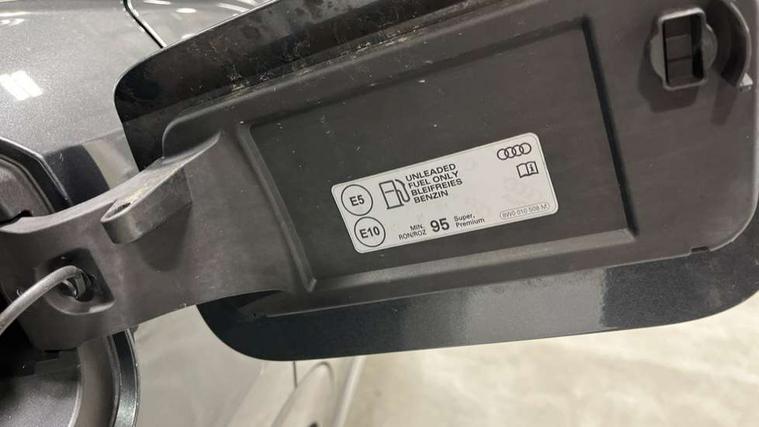 E5
UNLEADED
FUEL ONLY
BLEIFREIES
BENZIN
E10
MIN.
RON/ROZ
95
Super,
Premium
8W0 010 508 M